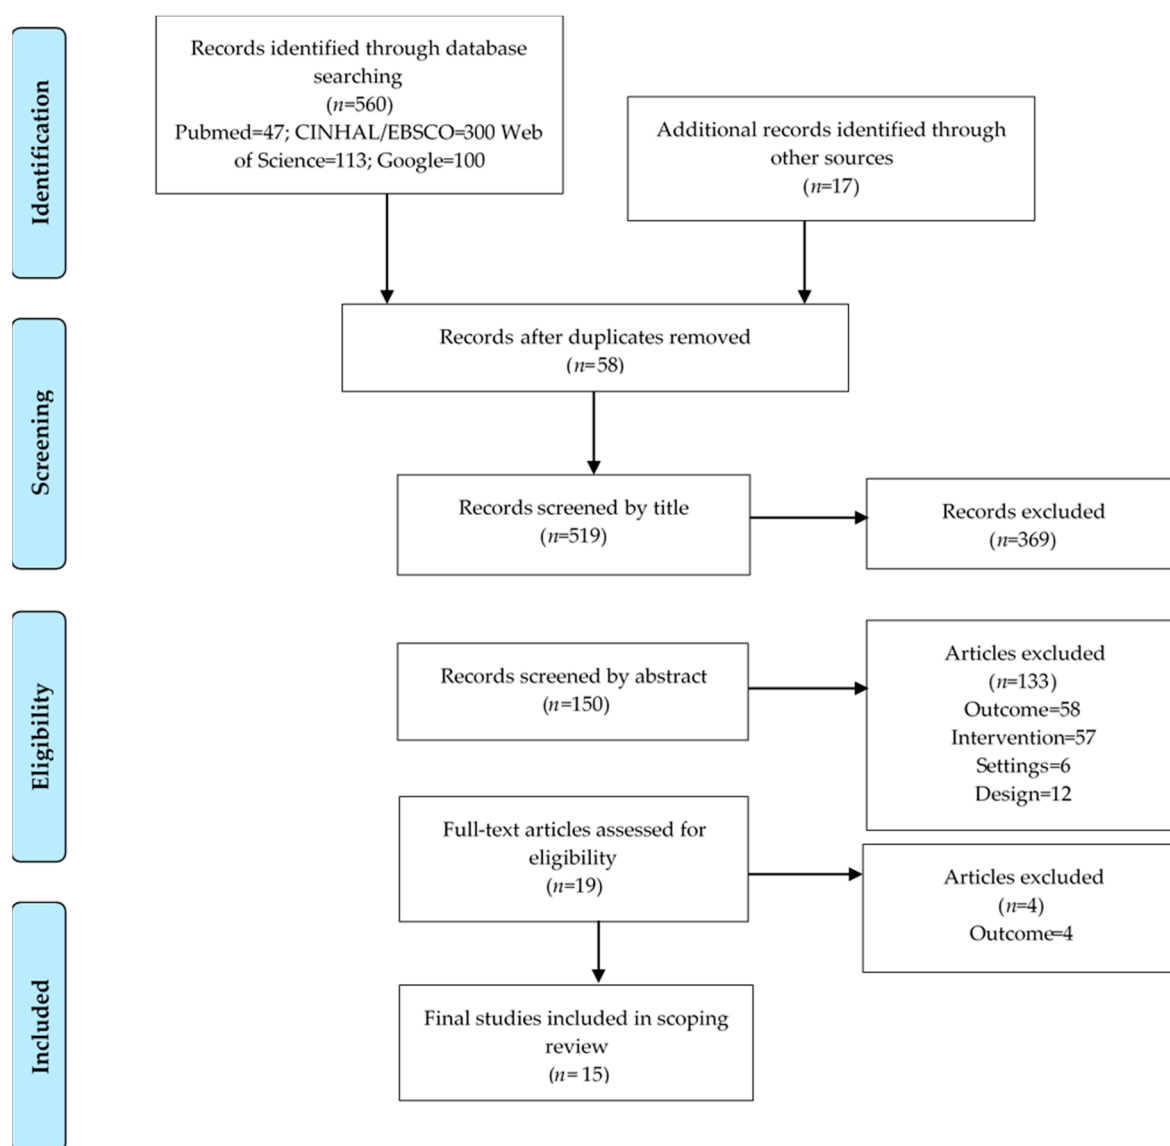 Identification
Records identified through database
searching
(n=560)
Pubmed=47; CINHAL/EBSCO=300 Web
of Science=113; Google=100
Additional records identified through
other sources
(n=17)
Records after duplicates removed
(n=58)
Screening
Records screened by title
(n=519)
Records excluded
(n=369)
Eligibility
Records screened by abstract
(n=150)
Articles excluded
(n=133)
Outcome=58
Intervention=57
Settings=6
Design=12
Full-text articles assessed for
eligibility
(n=19)
Articles excluded
(n=4)
Outcome=4
Included
Final studies included in scoping
review
(n= 15)